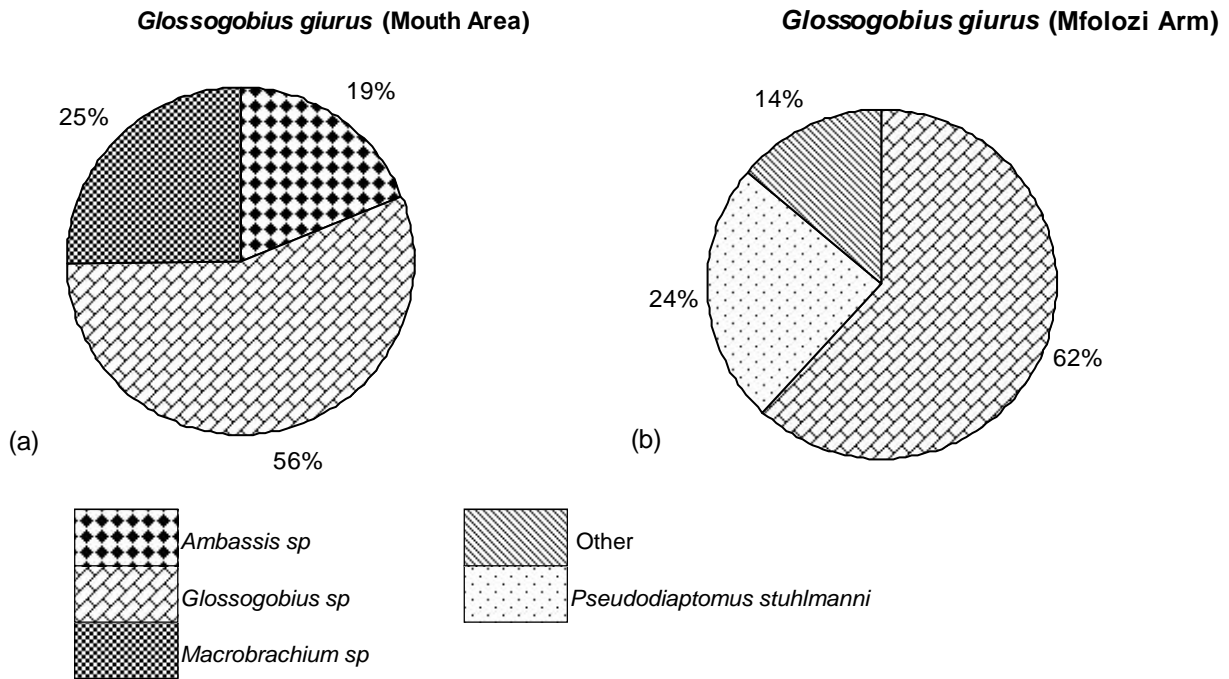 Glossogobius giurus (Mouth Area)
19%
25%
56%
(a)
Glossogobius giurus (Mfolozi Arm)
14%
24%
62%
(b)
Ambassis sp
Glossogobius sp
Macrobrachium sp
Other
Pseudodiaptomus stuhlmanni